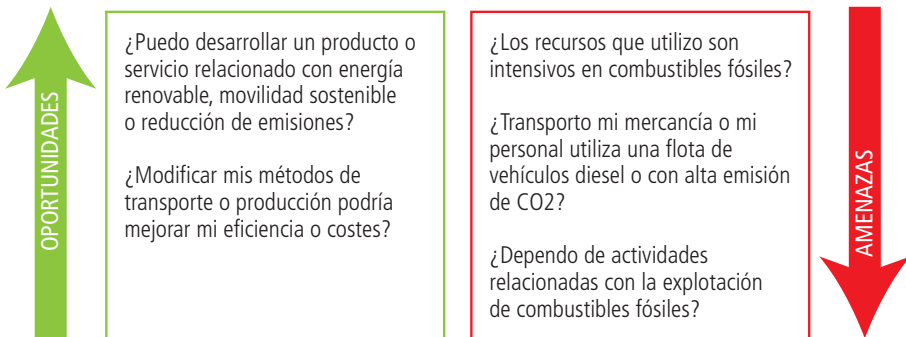 OPORTUNIDADES
¿Puedo desarrollar un producto o
servicio relacionado con energía
renovable, movilidad sostenible
o reducción de emisiones?
¿Modificar mis métodos de
transporte o producción podría
mejorar mi eficiencia o costes?
¿Los recursos que utilizo son
intensivos en combustibles fósiles?
¿Transporto mi mercancía o mi
personal utiliza una flota de
vehículos diesel o con alta emisión
de CO2?
¿Dependo de actividades
relacionadas con la explotación
de combustibles fósiles?
AMENAZAS